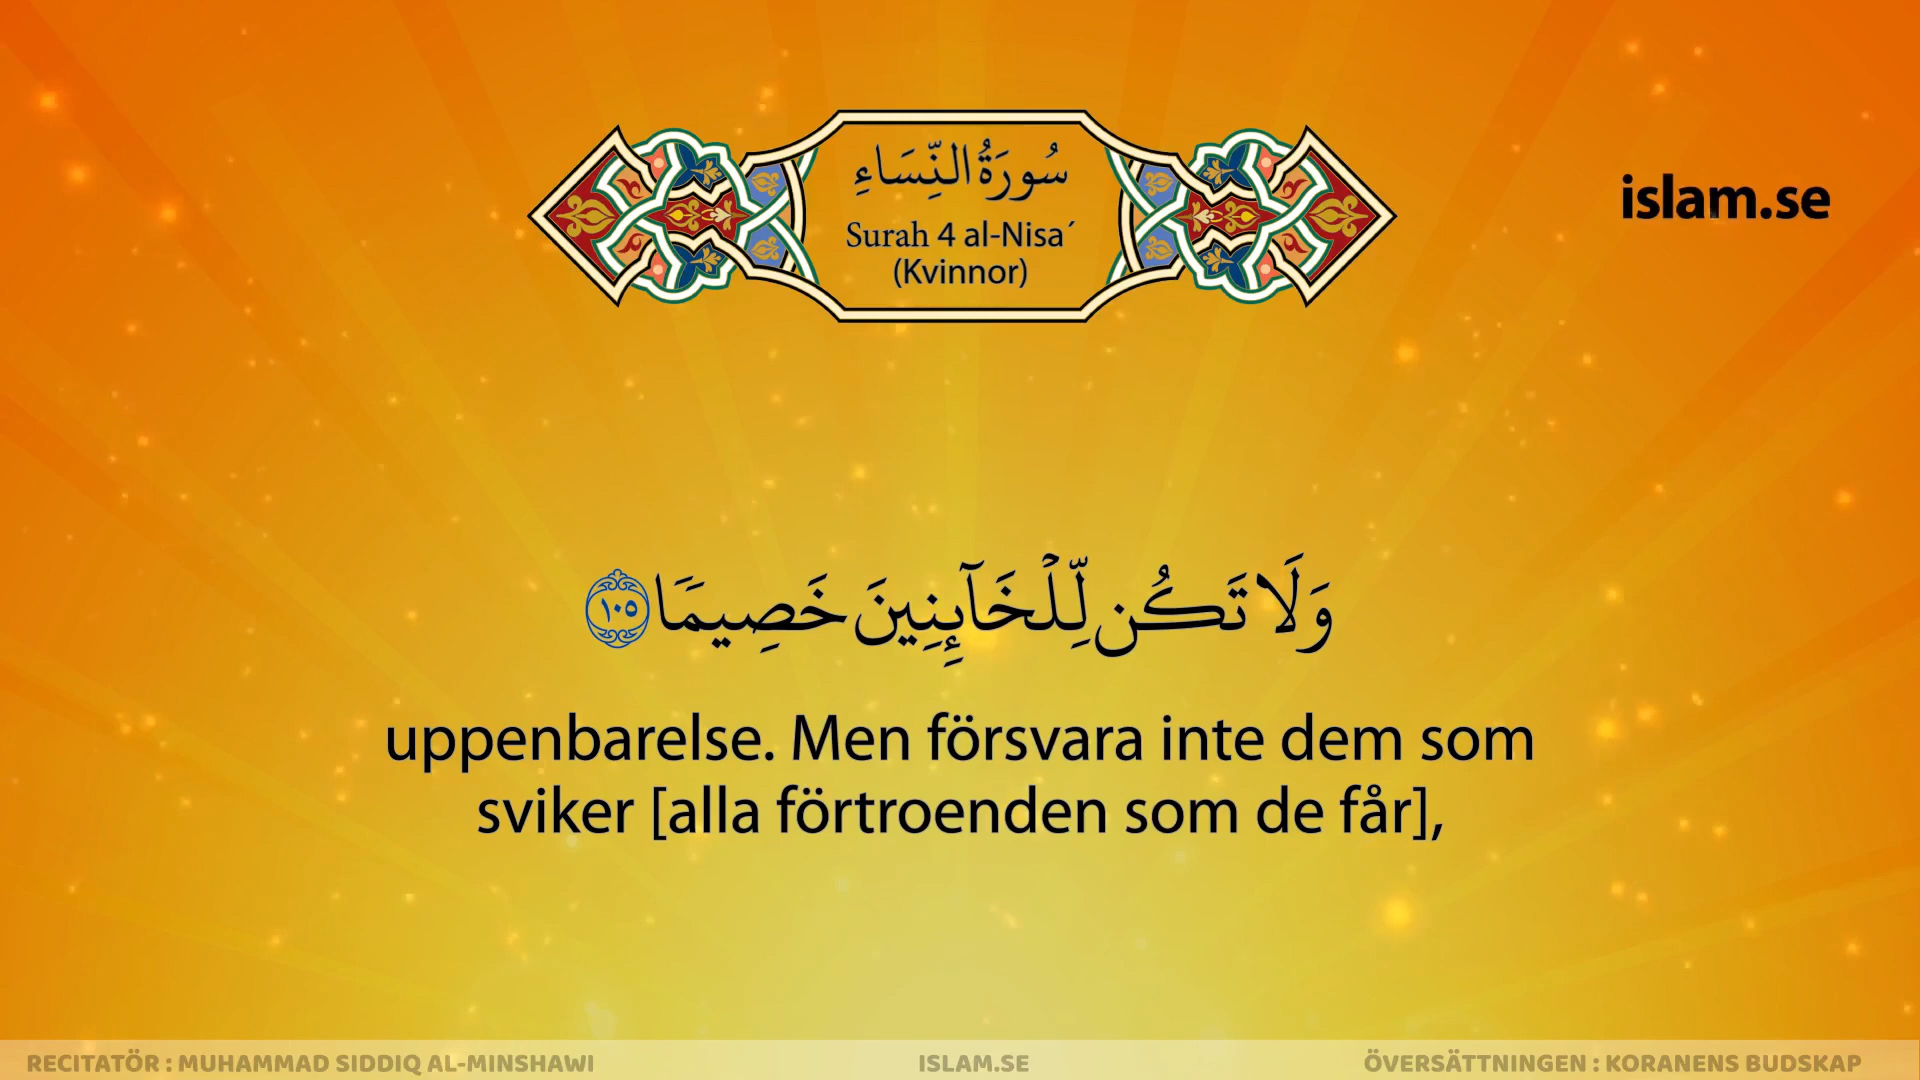 سُورَةُ النِّسَاءِ
Surah 4 al-Nisa´
(Kvinnor)
islam.se
وَلَا تَكُن لِّلْخَآئِنِينَ خَصِيمًا ١٠٥
uppenbarelse. Men försvara inte dem som
sviker [alla förtroenden som de får],
RECITATÖR : MUHAMMAD SIDDIQ AL-MINSHAWI
ISLAM.SE
ÖVERSÄTTNINGEN : KORANENS BUDSKAP